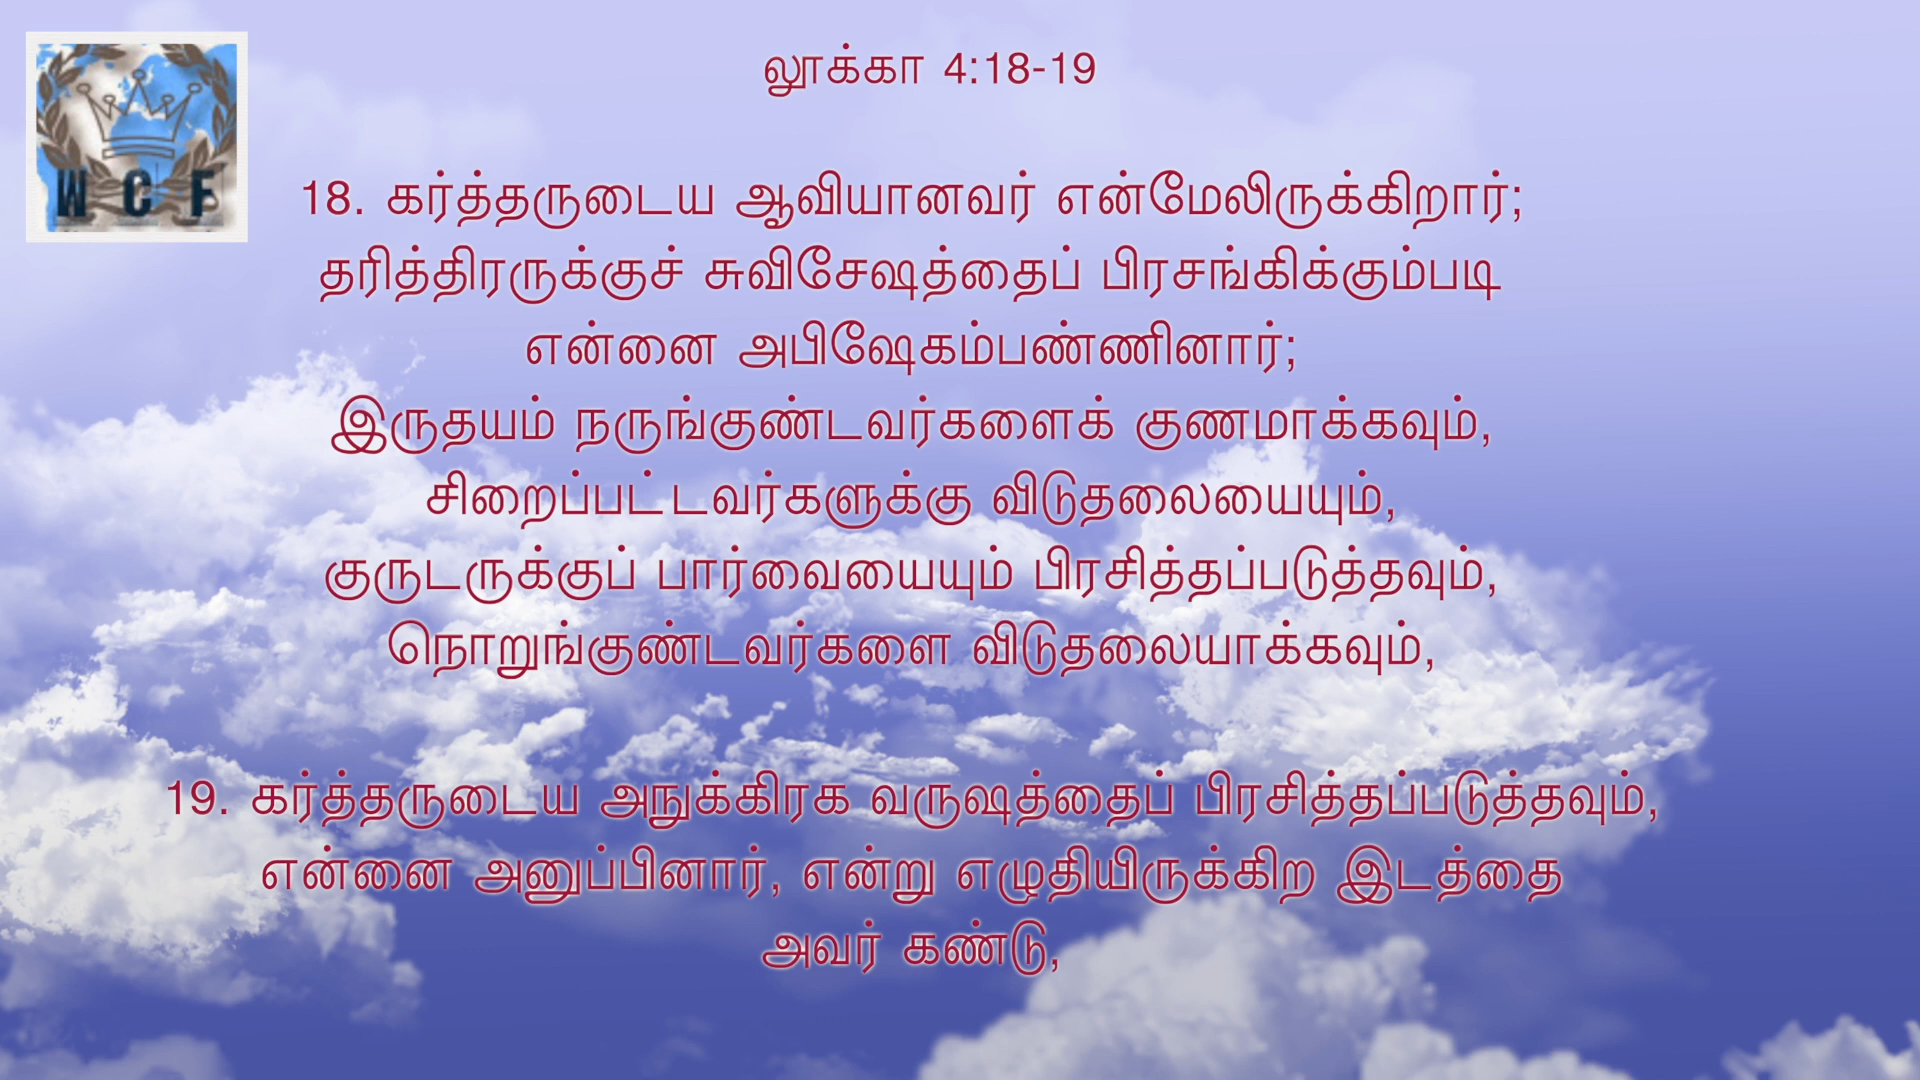 லூக்கா 4:18-19
WCF
18. கர்த்தருடைய ஆவியானவர் என்மேலிருக்கிறார்;
தரித்திரருக்குச் சுவிசேஷத்தைப் பிரசங்கிக்கும்படி
என்னை அபிஷேகம்பண்ணினார்;
இருதயம் நருங்குண்டவர்களைக் குணமாக்கவும்,
சிறைப்பட்டவர்களுக்கு விடுதலையையும்,
குருடருக்குப் பார்வையையும் பிரசித்தப்படுத்தவும்,
நொறுங்குண்டவர்களை விடுதலையாக்கவும்,
19. கர்த்தருடைய அநுக்கிரக வருஷத்தைப் பிரசித்தப்படுத்தவும்,
என்னை அனுப்பினார், என்று எழுதியிருக்கிற இடத்தை
அவர் கண்டு,